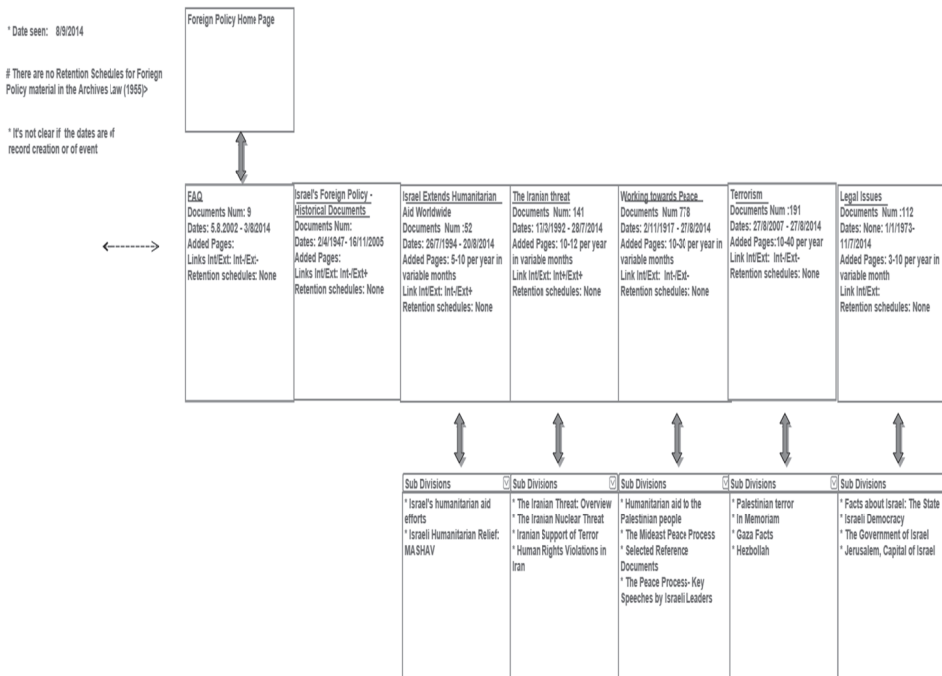 * Date seen: 8/9/2014
# There are no Retention Schedules for Foriegn
Policy material in the Archives Law (1955)>
* It's not clear if the dates are of
record creation or of event
Foreign Policy Home Page
FAQ
Documents Num: 9
Dates: 5.8.2002 - 3/8/2014
Added Pages:
Links Int/Ext: Int-/Ex:-
Retention schedules: None
Israel's Foreign Policy -
Historical Documents
Documents Num:
Dates: 2/4/1947- 16/11/2005
Added Pages:
Links Int/Ext: Int-/Ext+
Retention schedules: None
Israel Extends Humanitarian
Aid Worldwide
Documents Num :52
Dates: 26/7/1994 - 20/8/2014
Added Pages: 5-10 per year in
variable months
Link Int/Ext: Int-/Ext+
Retention schedules: None
The Iranian threat
Documents Num: 141
Dates: 17/3/1992 - 28/7/2014
Added Pages: 10-12 per year
in variable months
Link Int/Ext: Int+/Ext+
Retention schedules: None
Working towards Peace
Documents Num 778
Dates: 2/11/1917 - 27/8/2014
Added Pages: 10-30 per year in
variable months
Link Int/Ext: Int-/Ext-
Retention schedules: None
Terrorism
Documents Num :191
Dates: 27/8/2007 - 27/8/2014
Added Pages:10-40 per year
Link Int/Ext: Int-/Ext-
Retention schedules: None
Legal Issues
Documents Num :112
Dates: None: 1/1/1973-
11/7/2014
Added Pages: 3-10 per year in
variable months
Link Int/Ext:
Retention schedules: None
Sub Divisions
* Israel's humanitarian aid
efforts
* Israeli Humanitarian Relief:
MASHAV
Sub Divisions
* The Iranian Threat: Overview
* The Iranian Nuclear Threat
* Iranian Support of Terror
* Human Rights Violations in
Iran
Sub Divisions
* Humanitarian aid to the
Palestinian people
* The Mideast Peace Process
* Selected Reference
Documents
* The Peace Process- Key
Speeches by Israeli Leaders
Sub Divisions
* Palestinian terror
* In Memoriam
* Gaza Facts
* Hezbollah
Sub Divisions
* Facts about Israel: The State
* Israeli Democracy
* The Government of Israel
* Jerusalem, Capital of Israel